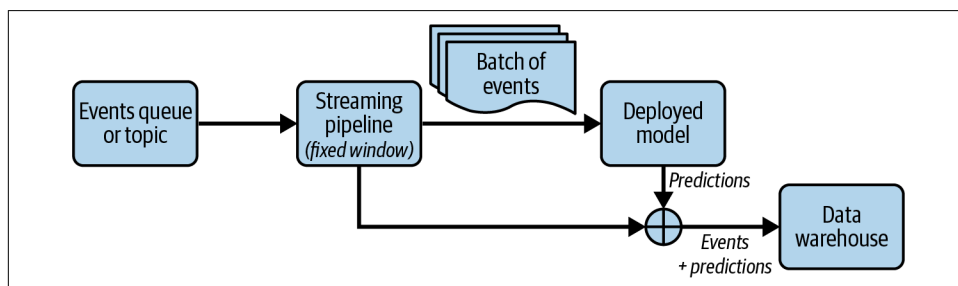 Events queue
or topic
Streaming
pipeline
(fixed window)
Batch of
events
Deployed
model
Predictions
Events
+ predictions
Data
warehouse